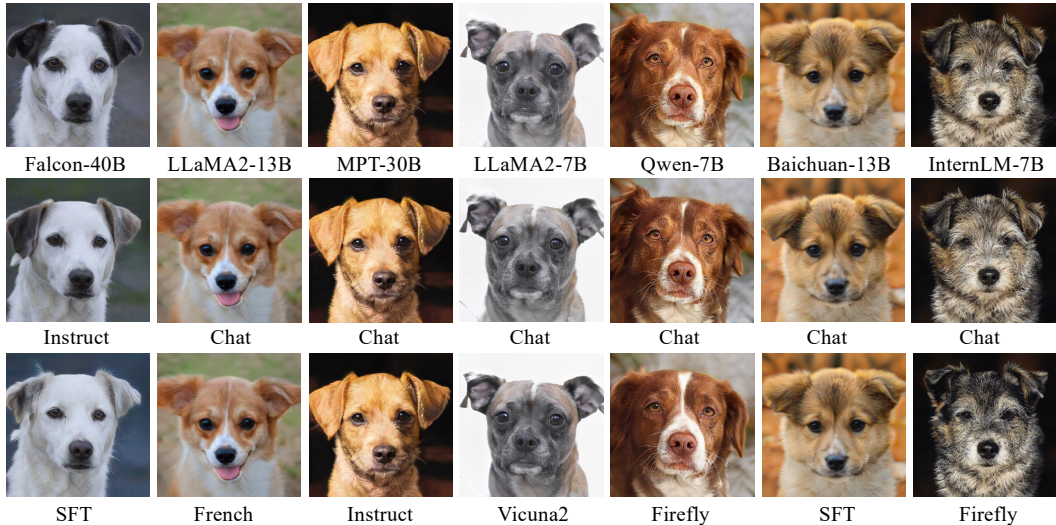 Falcon-40B LLaMA2-13B MPT-30B LLaMA2-7B Qwen-7B Baichuan-13B InternLM-7B
Instruct Chat Chat Chat Chat Chat Chat
SFT French Instruct Vicuna2 Firefly SFT Firefly